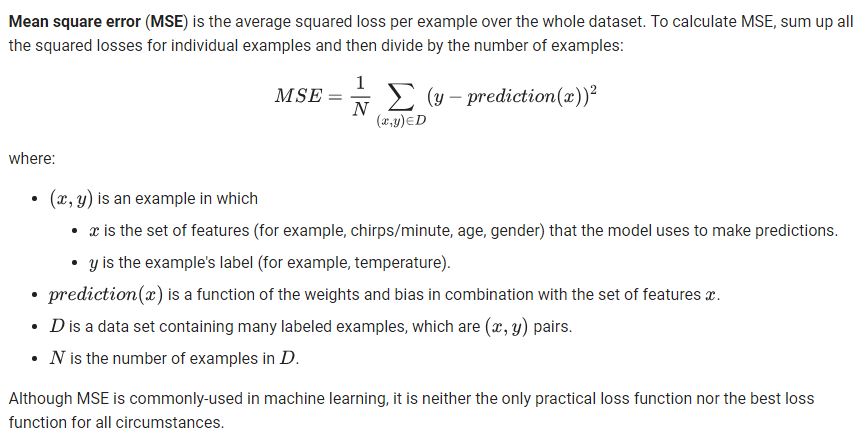 Mean square error (MSE) is the average squared loss per example over the whole dataset. To calculate MSE, sum up all
the squared losses for individual examples and then divide by the number of examples:
MSE = \frac{1}{N} \sum_{(x,y)\in D} (y - prediction(x))^2
where:
• (x, y) is an example in which
• x is the set of features (for example, chirps/minute, age, gender) that the model uses to make predictions.
• y is the example's label (for example, temperature).
• prediction(x) is a function of the weights and bias in combination with the set of features x.
• D is a data set containing many labeled examples, which are (x, y) pairs.
• N is the number of examples in D.
Although MSE is commonly-used in machine learning, it is neither the only practical loss function nor the best loss
function for all circumstances.